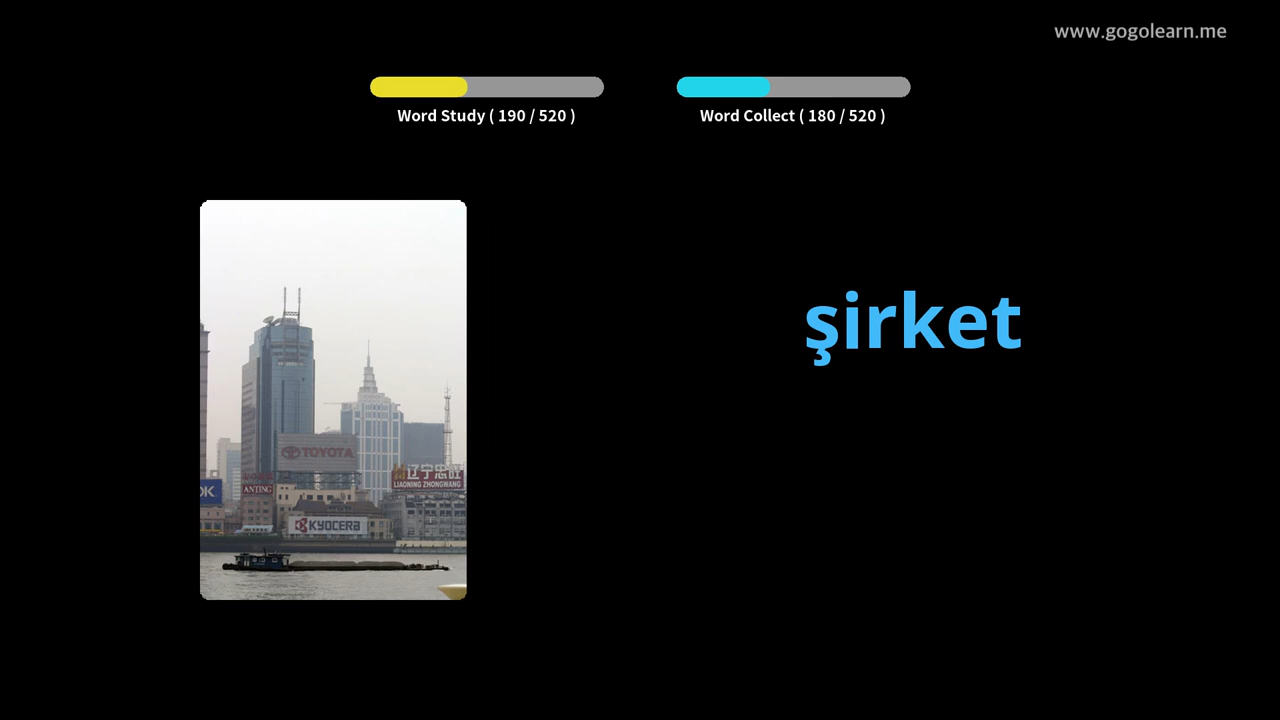 www.gogolearn.me
Word Study ( 190 / 520 )
Word Collect ( 180 / 520 )
şirket
TOYOTA
辽宁忠旺
LIAONING ZHONGWANG
OK
ANTING
KYOCERA